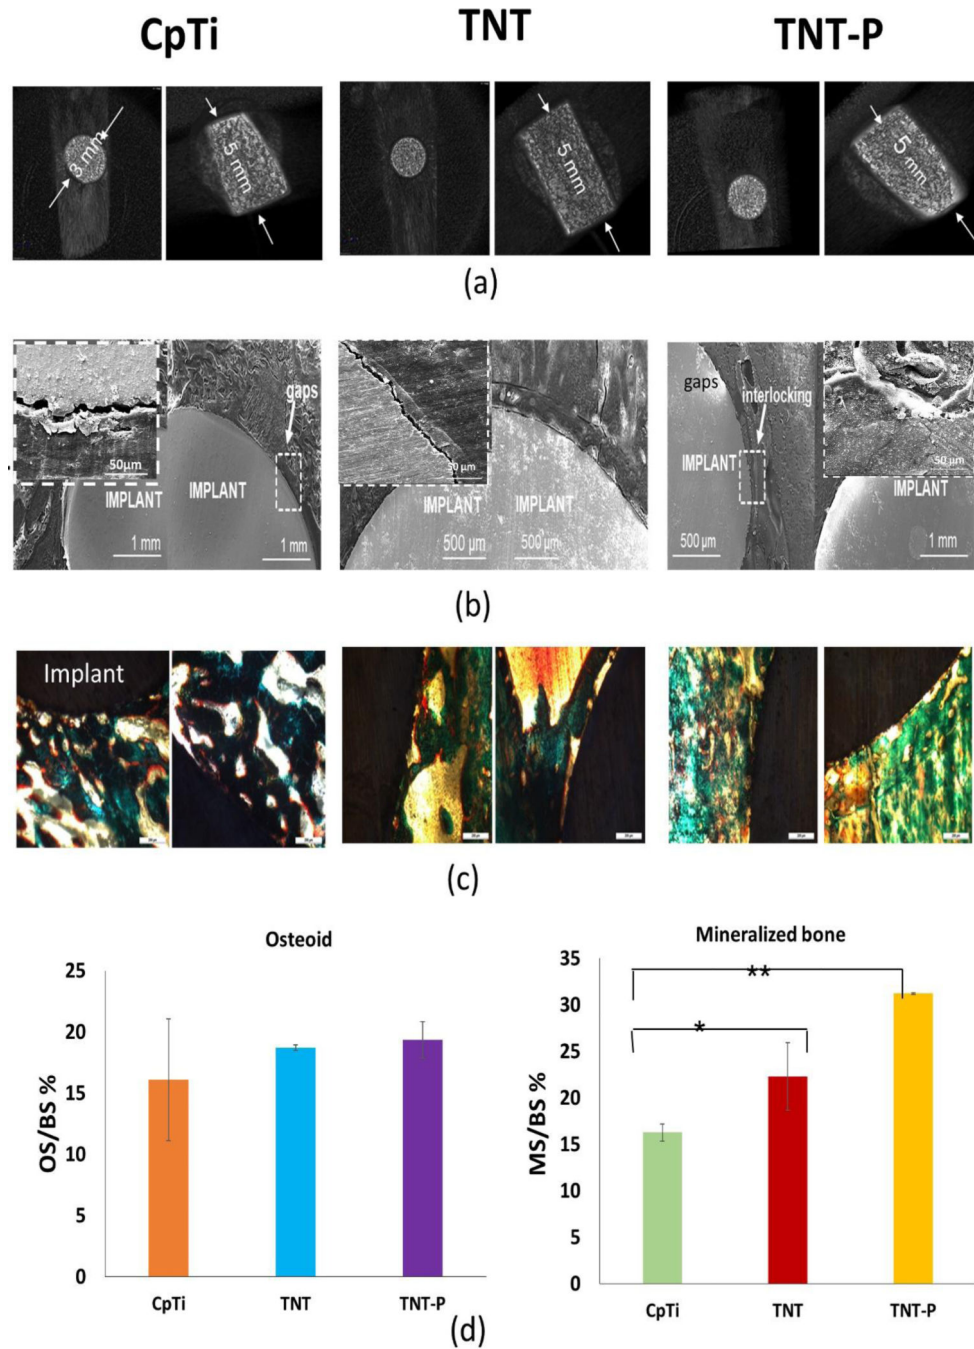 CpTi
TNT
TNT-P
3 mm
5 mm
5 mm
5 mm
(a)
gaps
50µm
IMPLANT
IMPLANT
1 mm
1 mm
50 µm
IMPLANT
IMPLANT
500 µm
500 µm
gaps
interlocking
IMPLANT
50 µm
IMPLANT
500 µm
1 mm
(b)
Implant
(c)
Osteoid
OS/BS %
25
20
15
10
5
0
CpTi
TNT
TNT-P
Mineralized bone
MS/BS %
35
30
25
20
15
10
5
0
**
*
CpTi
TNT
TNT-P
(d)